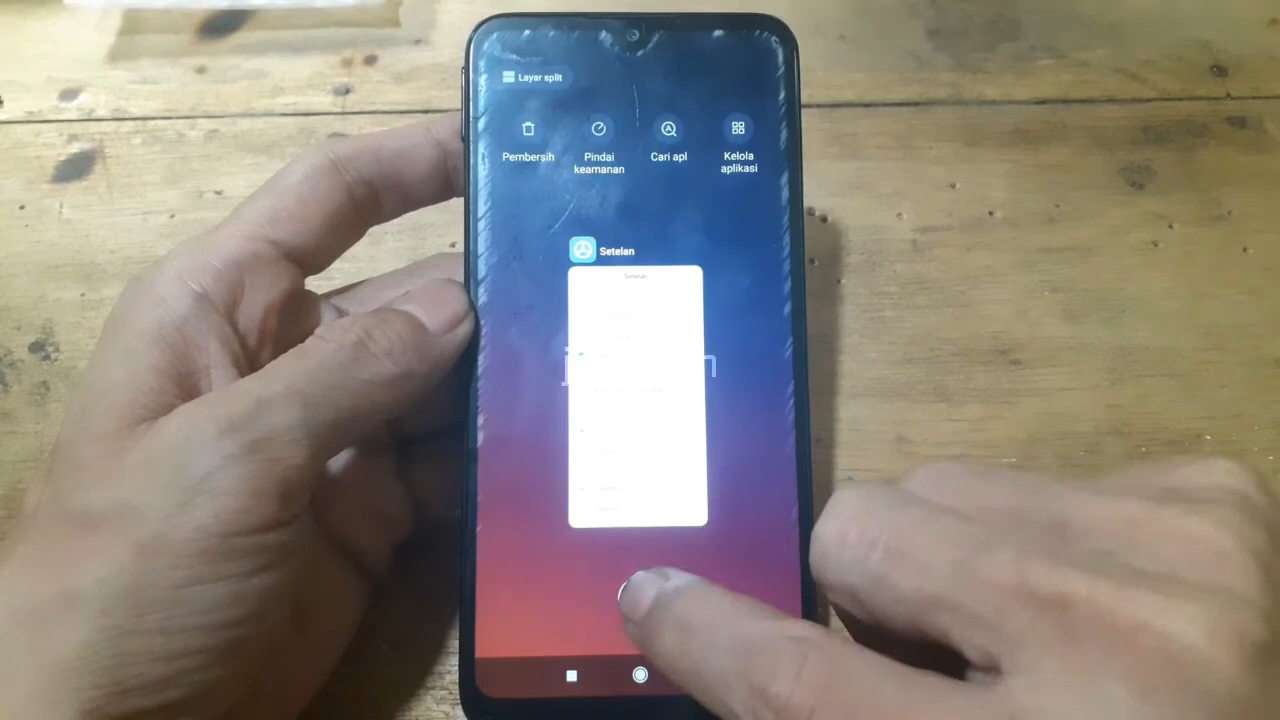 Layar split
Pembersih
Pindai
keamanan
Cari apl
Kelola
aplikasi
Setelan
Setelan